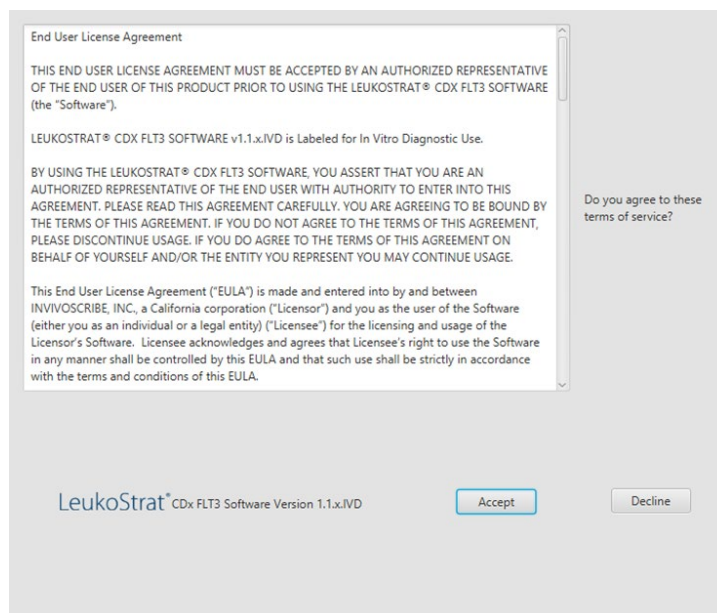 End User License Agreement
THIS END USER LICENSE AGREEMENT MUST BE ACCEPTED BY AN AUTHORIZED REPRESENTATIVE
OF THE END USER OF THIS PRODUCT PRIOR TO USING THE LEUKOSTRAT® CDX FLT3 SOFTWARE
(the "Software").
LEUKOSTRAT® CDX FLT3 SOFTWARE v1.1.x.IVD is Labeled for In Vitro Diagnostic Use.
BY USING THE LEUKOSTRAT® CDX FLT3 SOFTWARE, YOU ASSERT THAT YOU ARE AN
AUTHORIZED REPRESENTATIVE OF THE END USER WITH AUTHORITY TO ENTER INTO THIS
AGREEMENT. PLEASE READ THIS AGREEMENT CAREFULLY. YOU ARE AGREEING TO BE BOUND BY
THE TERMS OF THIS AGREEMENT. IF YOU DO NOT AGREE TO THE TERMS OF THIS AGREEMENT,
PLEASE DISCONTINUE USAGE. IF YOU DO AGREE TO THE TERMS OF THIS AGREEMENT ON
BEHALF OF YOURSELF AND/OR THE ENTITY YOU REPRESENT YOU MAY CONTINUE USAGE.
This End User License Agreement ("EULA") is made and entered into by and between
INVIVOSCRIBE, INC., a California corporation ("Licensor") and you as the user of the Software
(either you as an individual or a legal entity) ("Licensee") for the licensing and usage of the
Licensor's Software. Licensee acknowledges and agrees that Licensee's right to use the Software
in any manner shall be controlled by this EULA and that such use shall be strictly in accordance
with the terms and conditions of this EULA.
Do you agree to these
terms of service?
LeukoStrat® CDx FLT3 Software Version 1.1.x.IVD
Accept
Decline